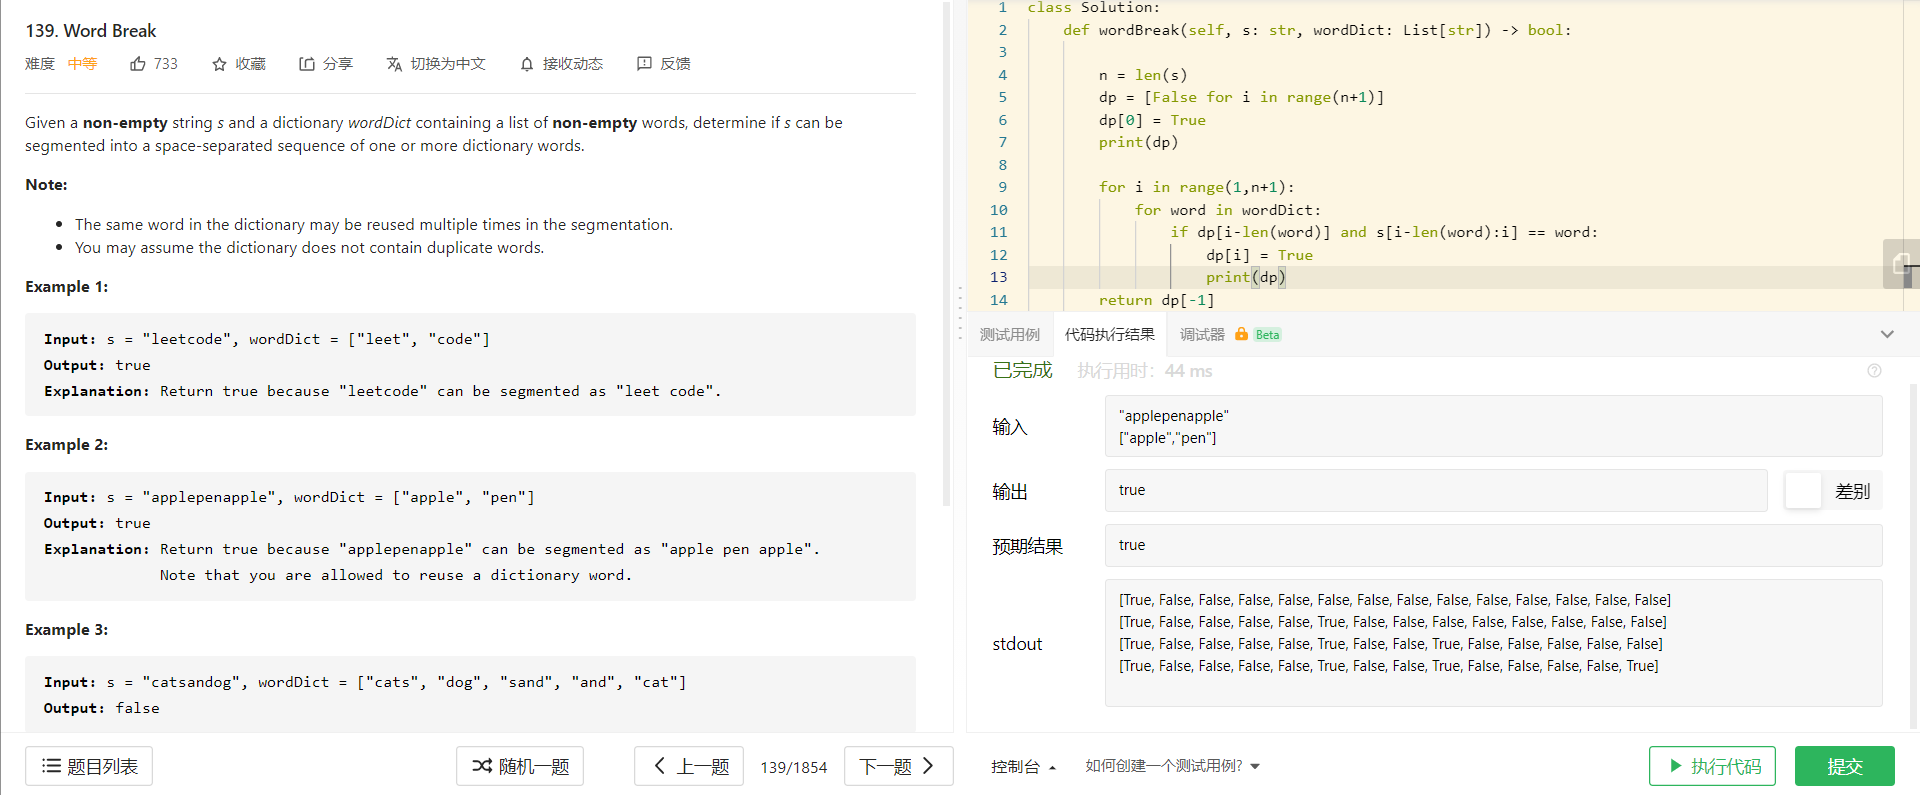 139. Word Break
难度 中等 733 收藏 分享 切换为中文 接收动态 反馈
Given a non-empty string s and a dictionary wordDict containing a list of non-empty words, determine if s can be
segmented into a space-separated sequence of one or more dictionary words.
Note:
• The same word in the dictionary may be reused multiple times in the segmentation.
• You may assume the dictionary does not contain duplicate words.
Example 1:
Input: s = "leetcode", wordDict = ["leet", "code"]
Output: true
Explanation: Return true because "leetcode" can be segmented as "leet code".
Example 2:
Input: s = "applepenapple", wordDict = ["apple", "pen"]
Output: true
Explanation: Return true because "applepenapple" can be segmented as "apple pen apple".
Note that you are allowed to reuse a dictionary word.
Example 3:
Input: s = "catsandog", wordDict = ["cats", "dog", "sand", "and", "cat"]
Output: false
题目列表 随机一题 上一题 139/1854 下一题
1 class Solution:
2 def wordBreak(self, s: str, wordDict: List[str]) -> bool:
3
4 n = len(s)
5 dp = [False for i in range(n+1)]
6 dp[0] = True
7 print(dp)
8
9 for i in range(1,n+1):
10 for word in wordDict:
11 if dp[i-len(word)] and s[i-len(word):i] == word:
12 dp[i] = True
13 print(dp)
14 return dp[-1]
测试用例 代码执行结果 调试器 Beta
已完成 执行用时: 44 ms
输入
"applepenapple"
["apple","pen"]
输出 true 差别
预期结果 true
stdout
[True, False, False, False, False, False, False, False, False, False, False, False, False, False]
[True, False, False, False, False, True, False, False, False, False, False, False, False, False]
[True, False, False, False, False, True, False, False, True, False, False, False, False, False]
[True, False, False, False, False, True, False, False, True, False, False, False, False, True]
控制台 如何创建一个测试用例? 执行代码 提交